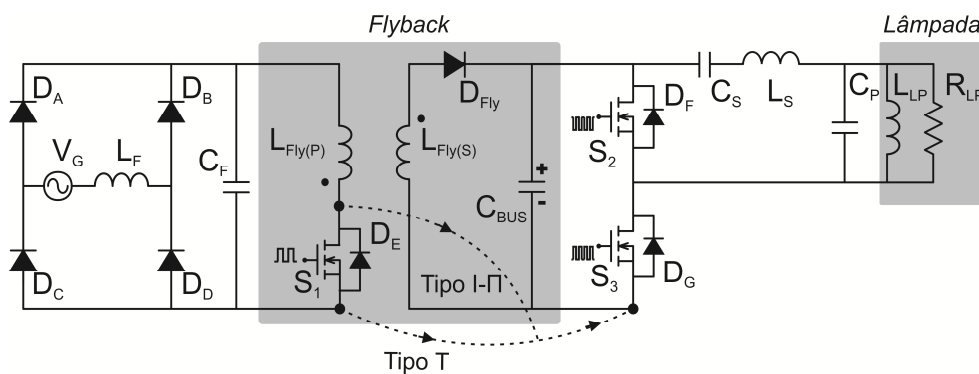 Flyback
Lâmpada
D_A
D_B
V_G
L_F
C_F
D_C
D_D
L_Fly(P)
L_Fly(S)
D_Fly
D_E
S_1
C_BUS
+
-
Tipo I-Π
Tipo T
S_2
D_F
S_3
D_G
C_S
L_S
C_P
L_LP
R_LP